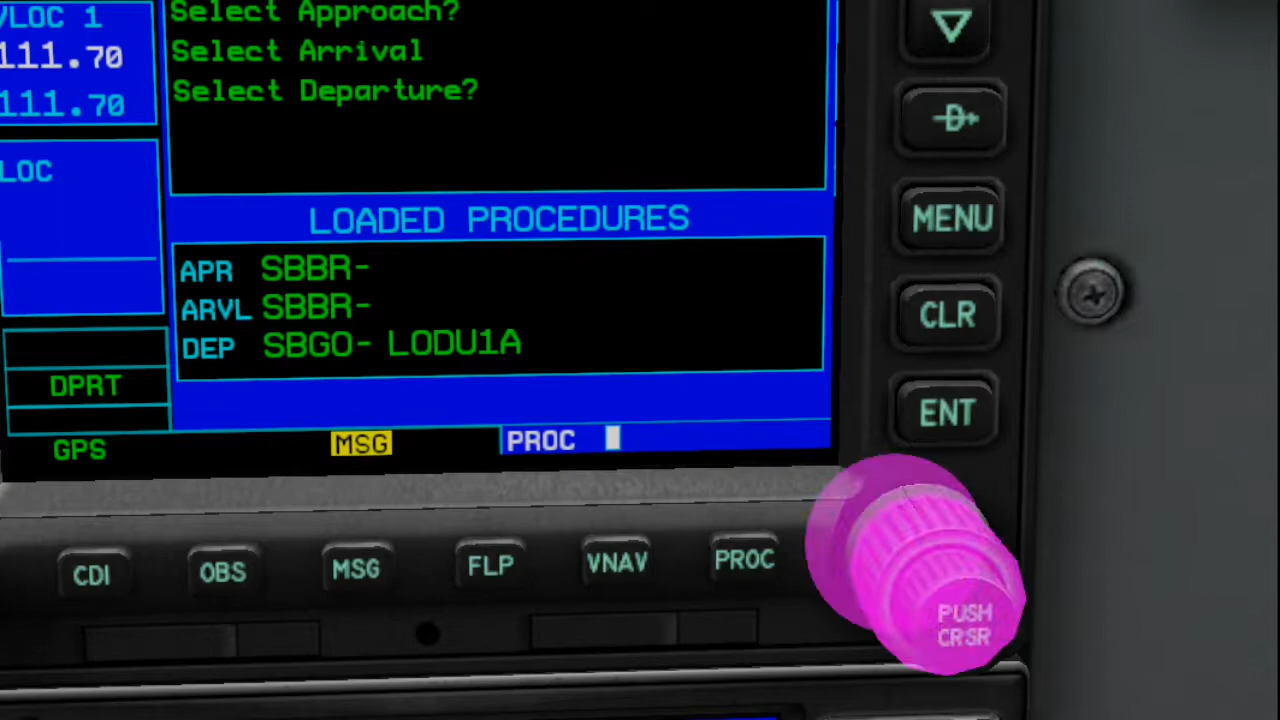 VLOC 1
111.70
111.70
LOC
Select Approach?
Select Arrival
Select Departure?
LOADED PROCEDURES
APR SBBR-
ARVL SBBR-
DEP SBGO- LODU1A
DPRT
GPS
MSG
PROC
MENU
CLR
ENT
CDI
OBS
MSG
FLP
VNAV
PROC
PUSH
CRSR